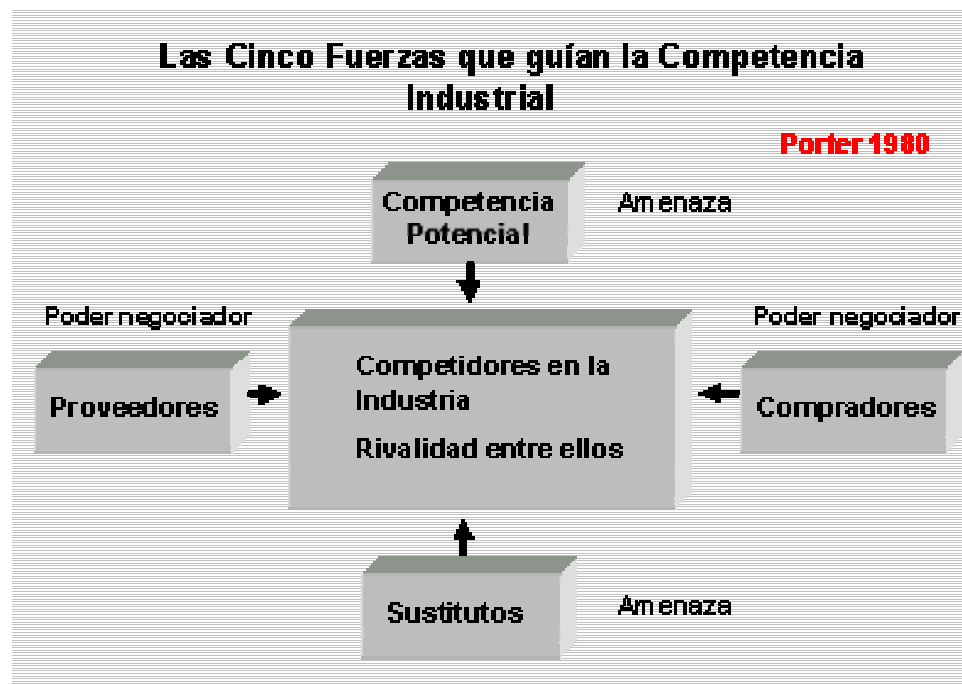 Las Cinco Fuerzas que guían la Competencia
Industrial
Porter 1980
Competencia
Potencial
Amenaza
Poder negociador
Poder negociador
Proveedores
Competidores en la
Industria
Rivalidad entre ellos
Compradores
Sustitutos
Amenaza